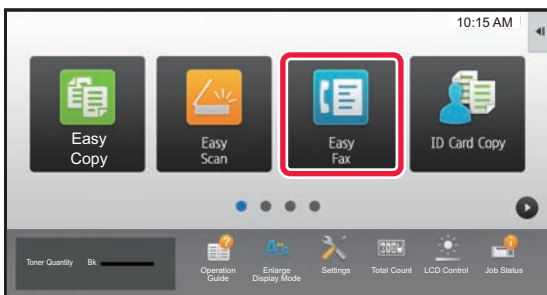 10:15 AM
Easy
Copy
Easy
Scan
Easy
Fax
ID Card Copy
Toner Quantity Bk
Operation
Guide
Enlarge
Display Mode
Settings
Total Count
LCD Control
Job Status